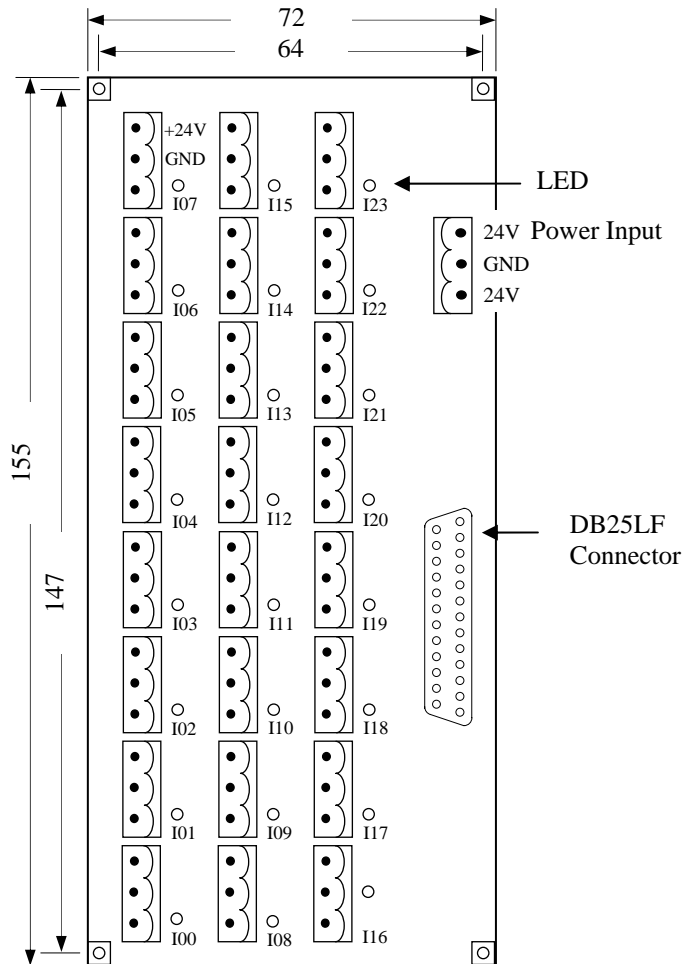 72
64
+24V
GND
I07 I15 I23
LED
24V Power Input
GND
24V
I06 I14 I22
I05 I13 I21
155
I04 I12 I20
DB25LF
Connector
147
I03 I11 I19
I02 I10 I18
I01 I09 I17
I00 I08 I16